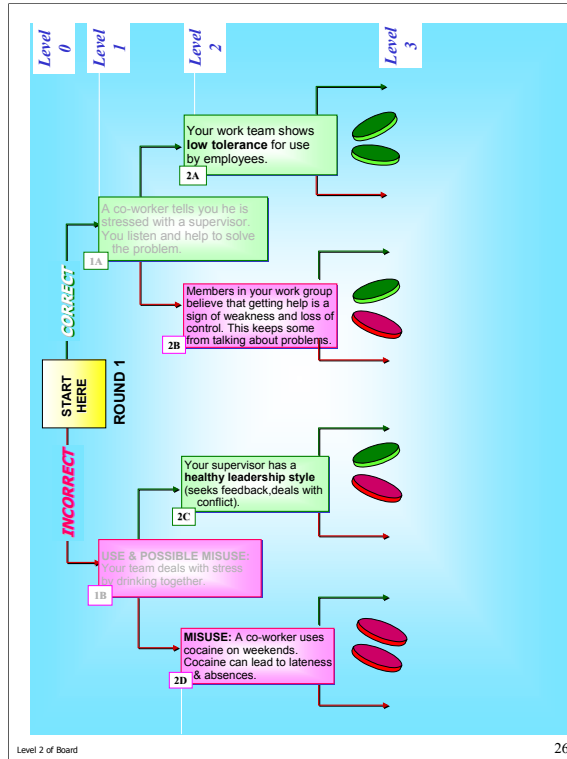 Level
0
Level
1
Level
2
Level
3
Your work team shows
low tolerance for use
by employees.
2A
A co-worker tells you he is
stressed with a supervisor.
You listen and help to solve
the problem.
1A
CORRECT
Members in your work group
believe that getting help is a
sign of weakness and loss of
control. This keeps some
from talking about problems.
2B
START
HERE
ROUND 1
INCORRECT
Your supervisor has a
healthy leadership style
(seeks feedback,deals with
conflict).
2C
USE & POSSIBLE MISUSE:
Your team deals with stress
by drinking together.
1B
MISUSE: A co-worker uses
cocaine on weekends.
Cocaine can lead to lateness
& absences.
2D
Level 2 of Board
26